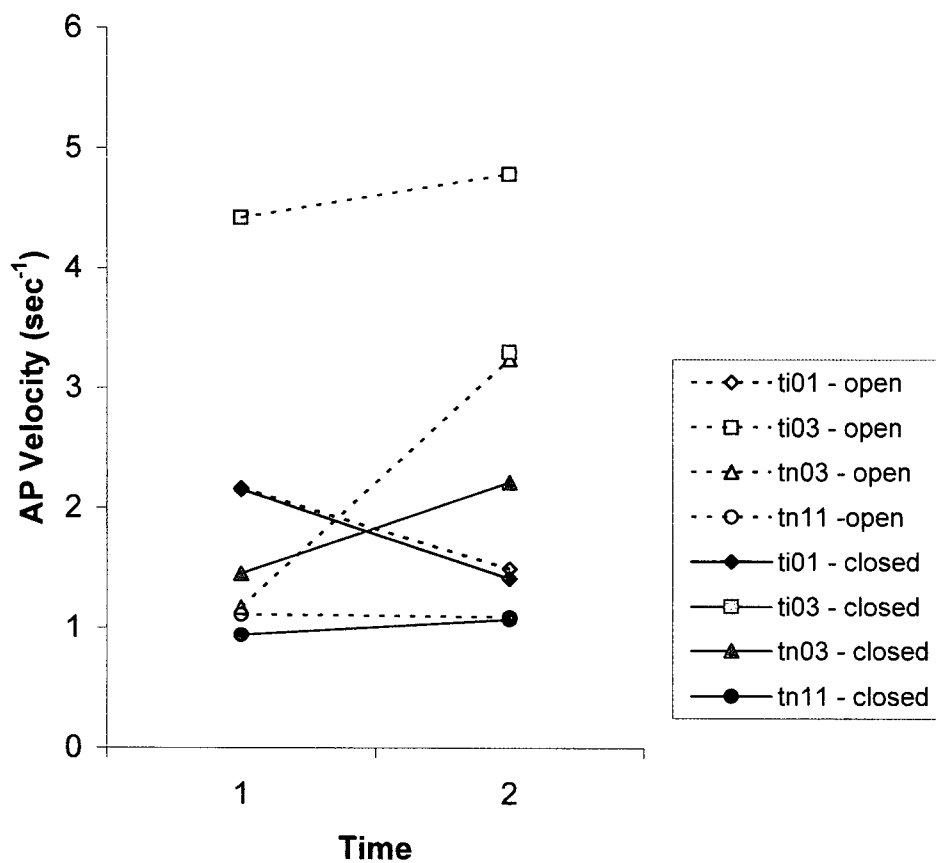 6
5
4
3
2
1
0
AP Velocity (sec⁻¹)
1 2
Time
ti01 - open
ti03 - open
tn03 - open
tn11 -open
ti01 - closed
ti03 - closed
tn03 - closed
tn11 - closed